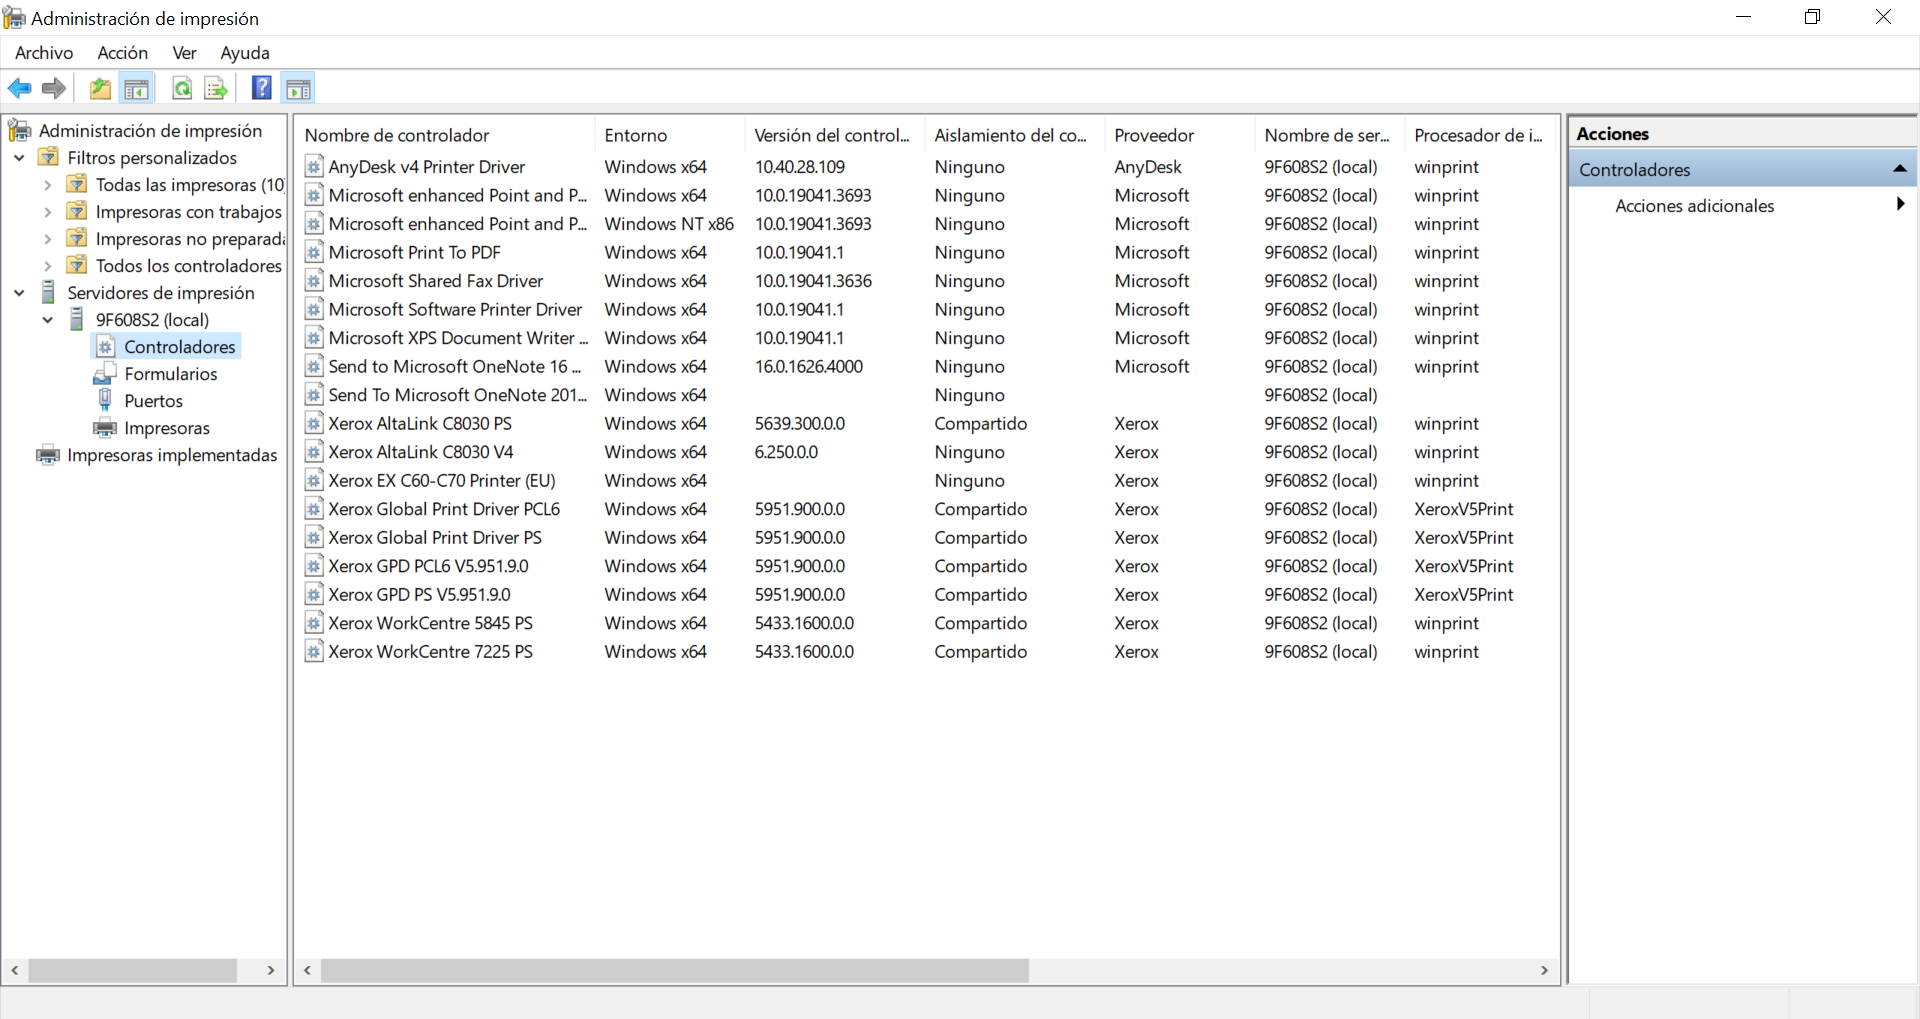 Administración de impresión
Archivo Acción Ver Ayuda
Administración de impresión
Filtros personalizados
Todas las impresoras (10)
Impresoras con trabajos
Impresoras no preparada
Todos los controladores
Servidores de impresión
9F608S2 (local)
Controladores
Formularios
Puertos
Impresoras
Impresoras implementadas
Nombre de controlador Entorno Versión del control... Aislamiento del co... Proveedor Nombre de ser... Procesador de i...
AnyDesk v4 Printer Driver Windows x64 10.40.28.109 Ninguno AnyDesk 9F608S2 (local) winprint
Microsoft enhanced Point and P... Windows x64 10.0.19041.3693 Ninguno Microsoft 9F608S2 (local) winprint
Microsoft enhanced Point and P... Windows NT x86 10.0.19041.3693 Ninguno Microsoft 9F608S2 (local) winprint
Microsoft Print To PDF Windows x64 10.0.19041.1 Ninguno Microsoft 9F608S2 (local) winprint
Microsoft Shared Fax Driver Windows x64 10.0.19041.3636 Ninguno Microsoft 9F608S2 (local) winprint
Microsoft Software Printer Driver Windows x64 10.0.19041.1 Ninguno Microsoft 9F608S2 (local) winprint
Microsoft XPS Document Writer ... Windows x64 10.0.19041.1 Ninguno Microsoft 9F608S2 (local) winprint
Send to Microsoft OneNote 16 ... Windows x64 16.0.1626.4000 Ninguno Microsoft 9F608S2 (local) winprint
Send To Microsoft OneNote 201... Windows x64 Ninguno 9F608S2 (local)
Xerox AltaLink C8030 PS Windows x64 5639.300.0.0 Compartido Xerox 9F608S2 (local) winprint
Xerox AltaLink C8030 V4 Windows x64 6.250.0.0 Ninguno Xerox 9F608S2 (local) winprint
Xerox EX C60-C70 Printer (EU) Windows x64 Ninguno Xerox 9F608S2 (local) winprint
Xerox Global Print Driver PCL6 Windows x64 5951.900.0.0 Compartido Xerox 9F608S2 (local) XeroxV5Print
Xerox Global Print Driver PS Windows x64 5951.900.0.0 Compartido Xerox 9F608S2 (local) XeroxV5Print
Xerox GPD PCL6 V5.951.9.0 Windows x64 5951.900.0.0 Compartido Xerox 9F608S2 (local) XeroxV5Print
Xerox GPD PS V5.951.9.0 Windows x64 5951.900.0.0 Compartido Xerox 9F608S2 (local) XeroxV5Print
Xerox WorkCentre 5845 PS Windows x64 5433.1600.0.0 Compartido Xerox 9F608S2 (local) winprint
Xerox WorkCentre 7225 PS Windows x64 5433.1600.0.0 Compartido Xerox 9F608S2 (local) winprint
Acciones
Controladores
Acciones adicionales